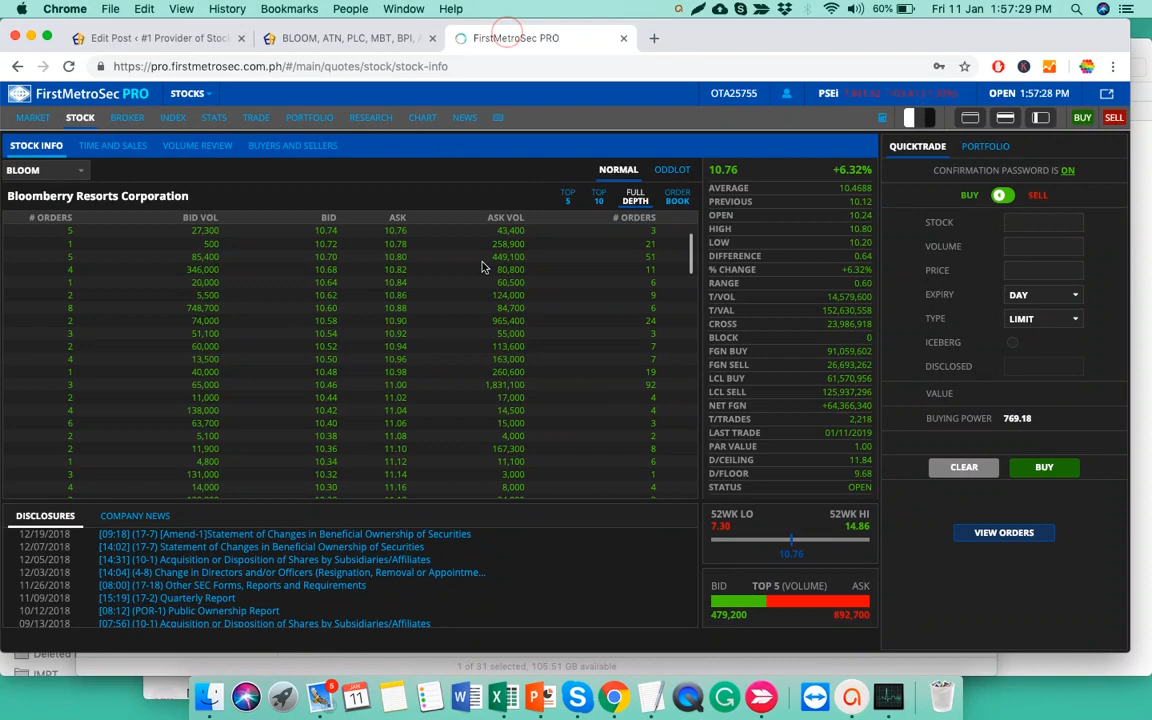 Chrome File Edit View History Bookmarks People Window Help 60% Fri 11 Jan 1:57:29 PM
Edit Post ‹ #1 Provider of Stock × BLOOM, ATN, PLC, MBT, BPI, × FirstMetroSec PRO × +
https://pro.firstmetrosec.com.ph/#/main/quotes/stock/stock-info
FirstMetroSec PRO STOCKS OTA25755 PSEi OPEN 1:57:28 PM
MARKET STOCK BROKER INDEX STATS TRADE PORTFOLIO RESEARCH CHART NEWS BUY SELL
STOCK INFO TIME AND SALES VOLUME REVIEW BUYERS AND SELLERS QUICKTRADE PORTFOLIO
BLOOM NORMAL ODDLOT 10.76 +6.32% CONFIRMATION PASSWORD IS ON
Bloomberry Resorts Corporation TOP 5 TOP 10 FULL DEPTH ORDER BOOK
# ORDERS BID VOL BID ASK ASK VOL # ORDERS
5 27,300 10.74 10.76 43,400 3
1 500 10.72 10.78 258,900 21
5 85,400 10.70 10.80 449,100 51
4 346,000 10.68 10.82 80,800 11
1 20,000 10.64 10.84 60,500 6
2 5,500 10.62 10.86 124,000 9
8 748,700 10.60 10.88 84,700 6
2 74,000 10.58 10.90 965,400 24
3 51,100 10.54 10.92 55,000 3
2 60,000 10.52 10.94 113,600 7
4 13,500 10.50 10.96 163,000 7
1 40,000 10.48 10.98 260,600 19
3 65,000 10.46 11.00 1,831,100 92
2 11,000 10.44 11.02 17,000 4
4 138,000 10.42 11.04 14,500 4
6 63,700 10.40 11.06 15,000 3
2 5,100 10.38 11.08 4,000 2
2 11,900 10.36 11.10 167,300 8
1 4,800 10.34 11.12 11,100 6
3 131,000 10.32 11.14 3,000 1
4 14,000 10.30 11.16 8,000 4
AVERAGE 10.4688
PREVIOUS 10.12
OPEN 10.24
HIGH 10.80
LOW 10.20
DIFFERENCE 0.64
% CHANGE +6.32%
RANGE 0.60
T/VOL 14,579,600
T/VAL 152,630,558
CROSS 23,986,918
BLOCK 0
FGN BUY 91,059,602
FGN SELL 26,693,262
LCL BUY 61,570,956
LCL SELL 125,937,296
NET FGN +64,366,340
T/TRADES 2,218
LAST TRADE 01/11/2019
PAR VALUE 1.00
D/CEILING 11.84
D/FLOOR 9.68
STATUS OPEN
BUY SELL
STOCK
VOLUME
PRICE
EXPIRY DAY
TYPE LIMIT
ICEBERG
DISCLOSED
VALUE
BUYING POWER 769.18
CLEAR BUY
VIEW ORDERS
DISCLOSURES COMPANY NEWS
12/19/2018 [09:18] (17-7) [Amend-1]Statement of Changes in Beneficial Ownership of Securities
12/07/2018 [14:02] (17-7) Statement of Changes in Beneficial Ownership of Securities
12/05/2018 [14:31] (10-1) Acquisition or Disposition of Shares by Subsidiaries/Affiliates
12/03/2018 [14:04] (4-8) Change in Directors and/or Officers (Resignation, Removal or Appointme...
11/26/2018 [08:00] (17-18) Other SEC Forms, Reports and Requirements
11/09/2018 [15:19] (17-2) Quarterly Report
10/12/2018 [08:12] (POR-1) Public Ownership Report
09/13/2018 [07:56] (10-1) Acquisition or Disposition of Shares by Subsidiaries/Affiliates
52WK LO 52WK HI
7.30 14.86
10.76
BID TOP 5 (VOLUME) ASK
479,200 892,700
1 of 31 selected, 105.51 GB available